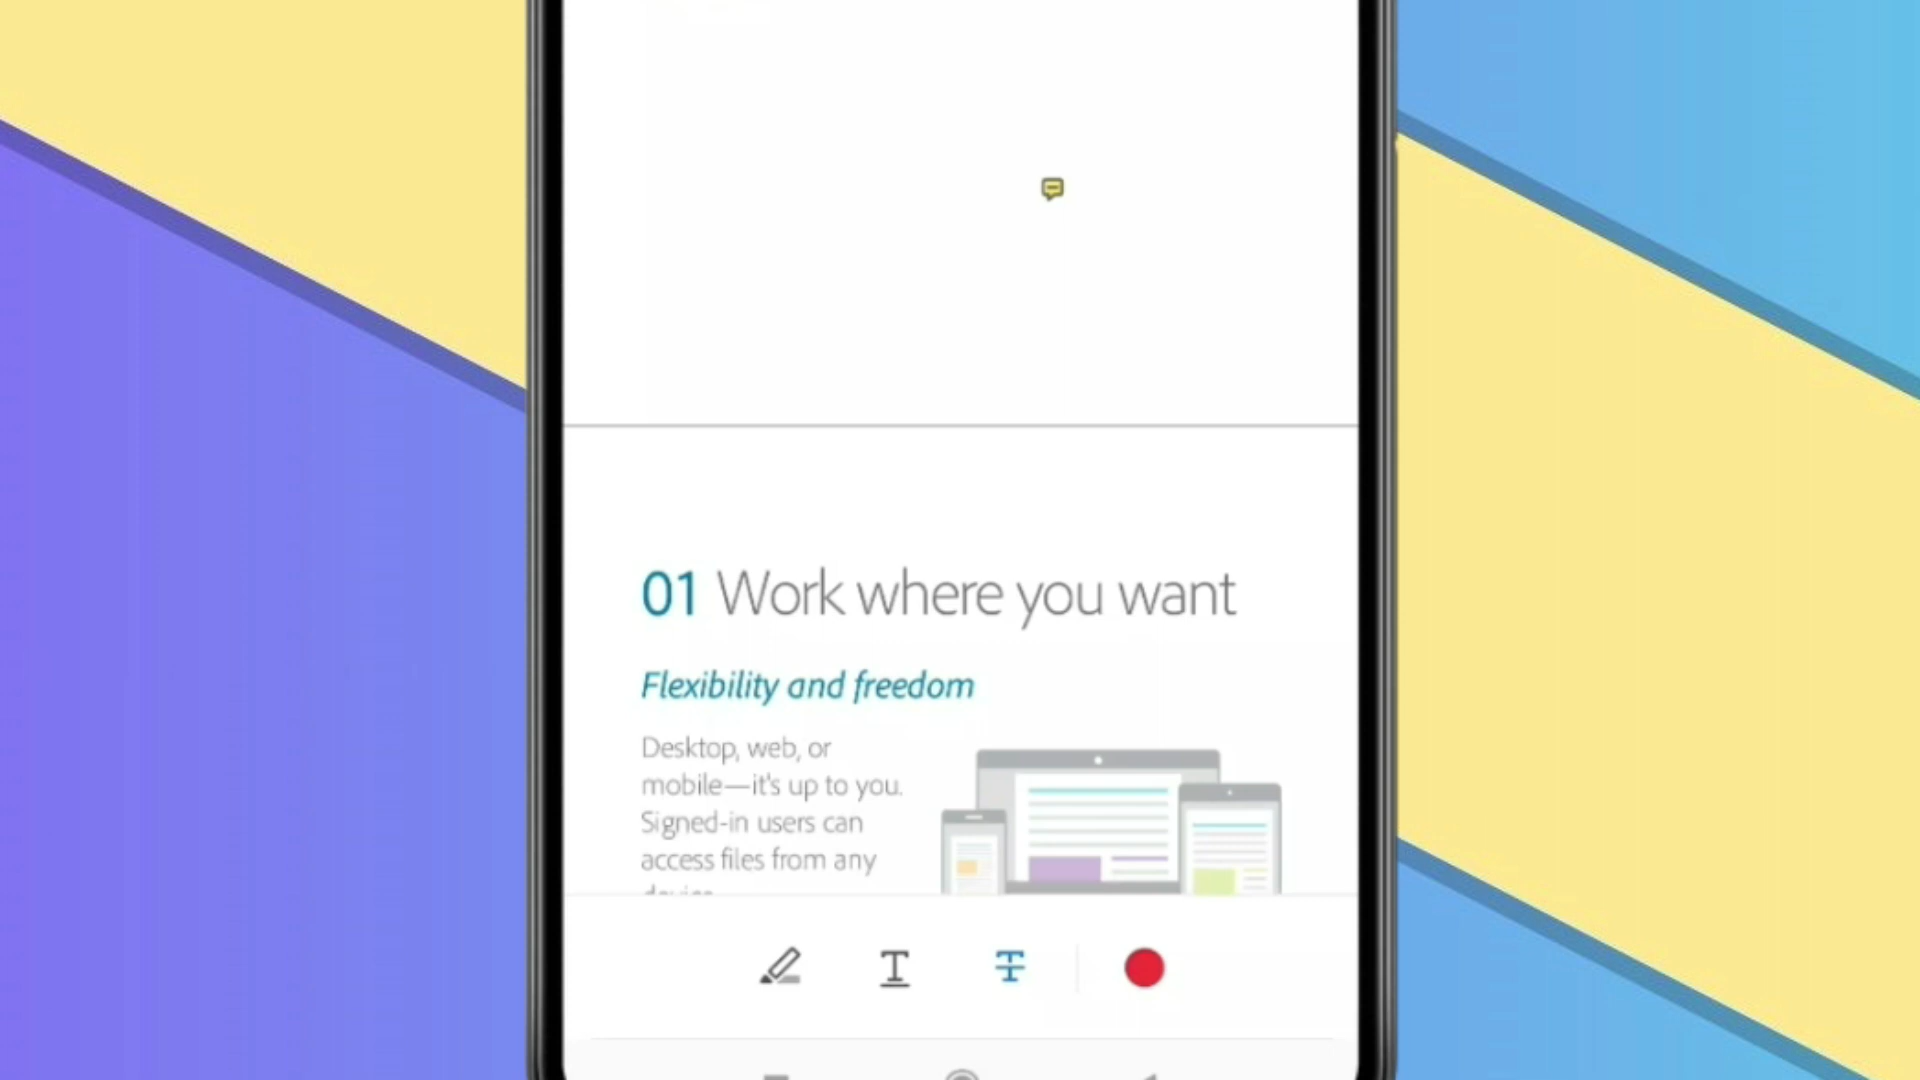 01 Work where you want
Flexibility and freedom
Desktop, web, or
mobile—it's up to you.
Signed-in users can
access files from any